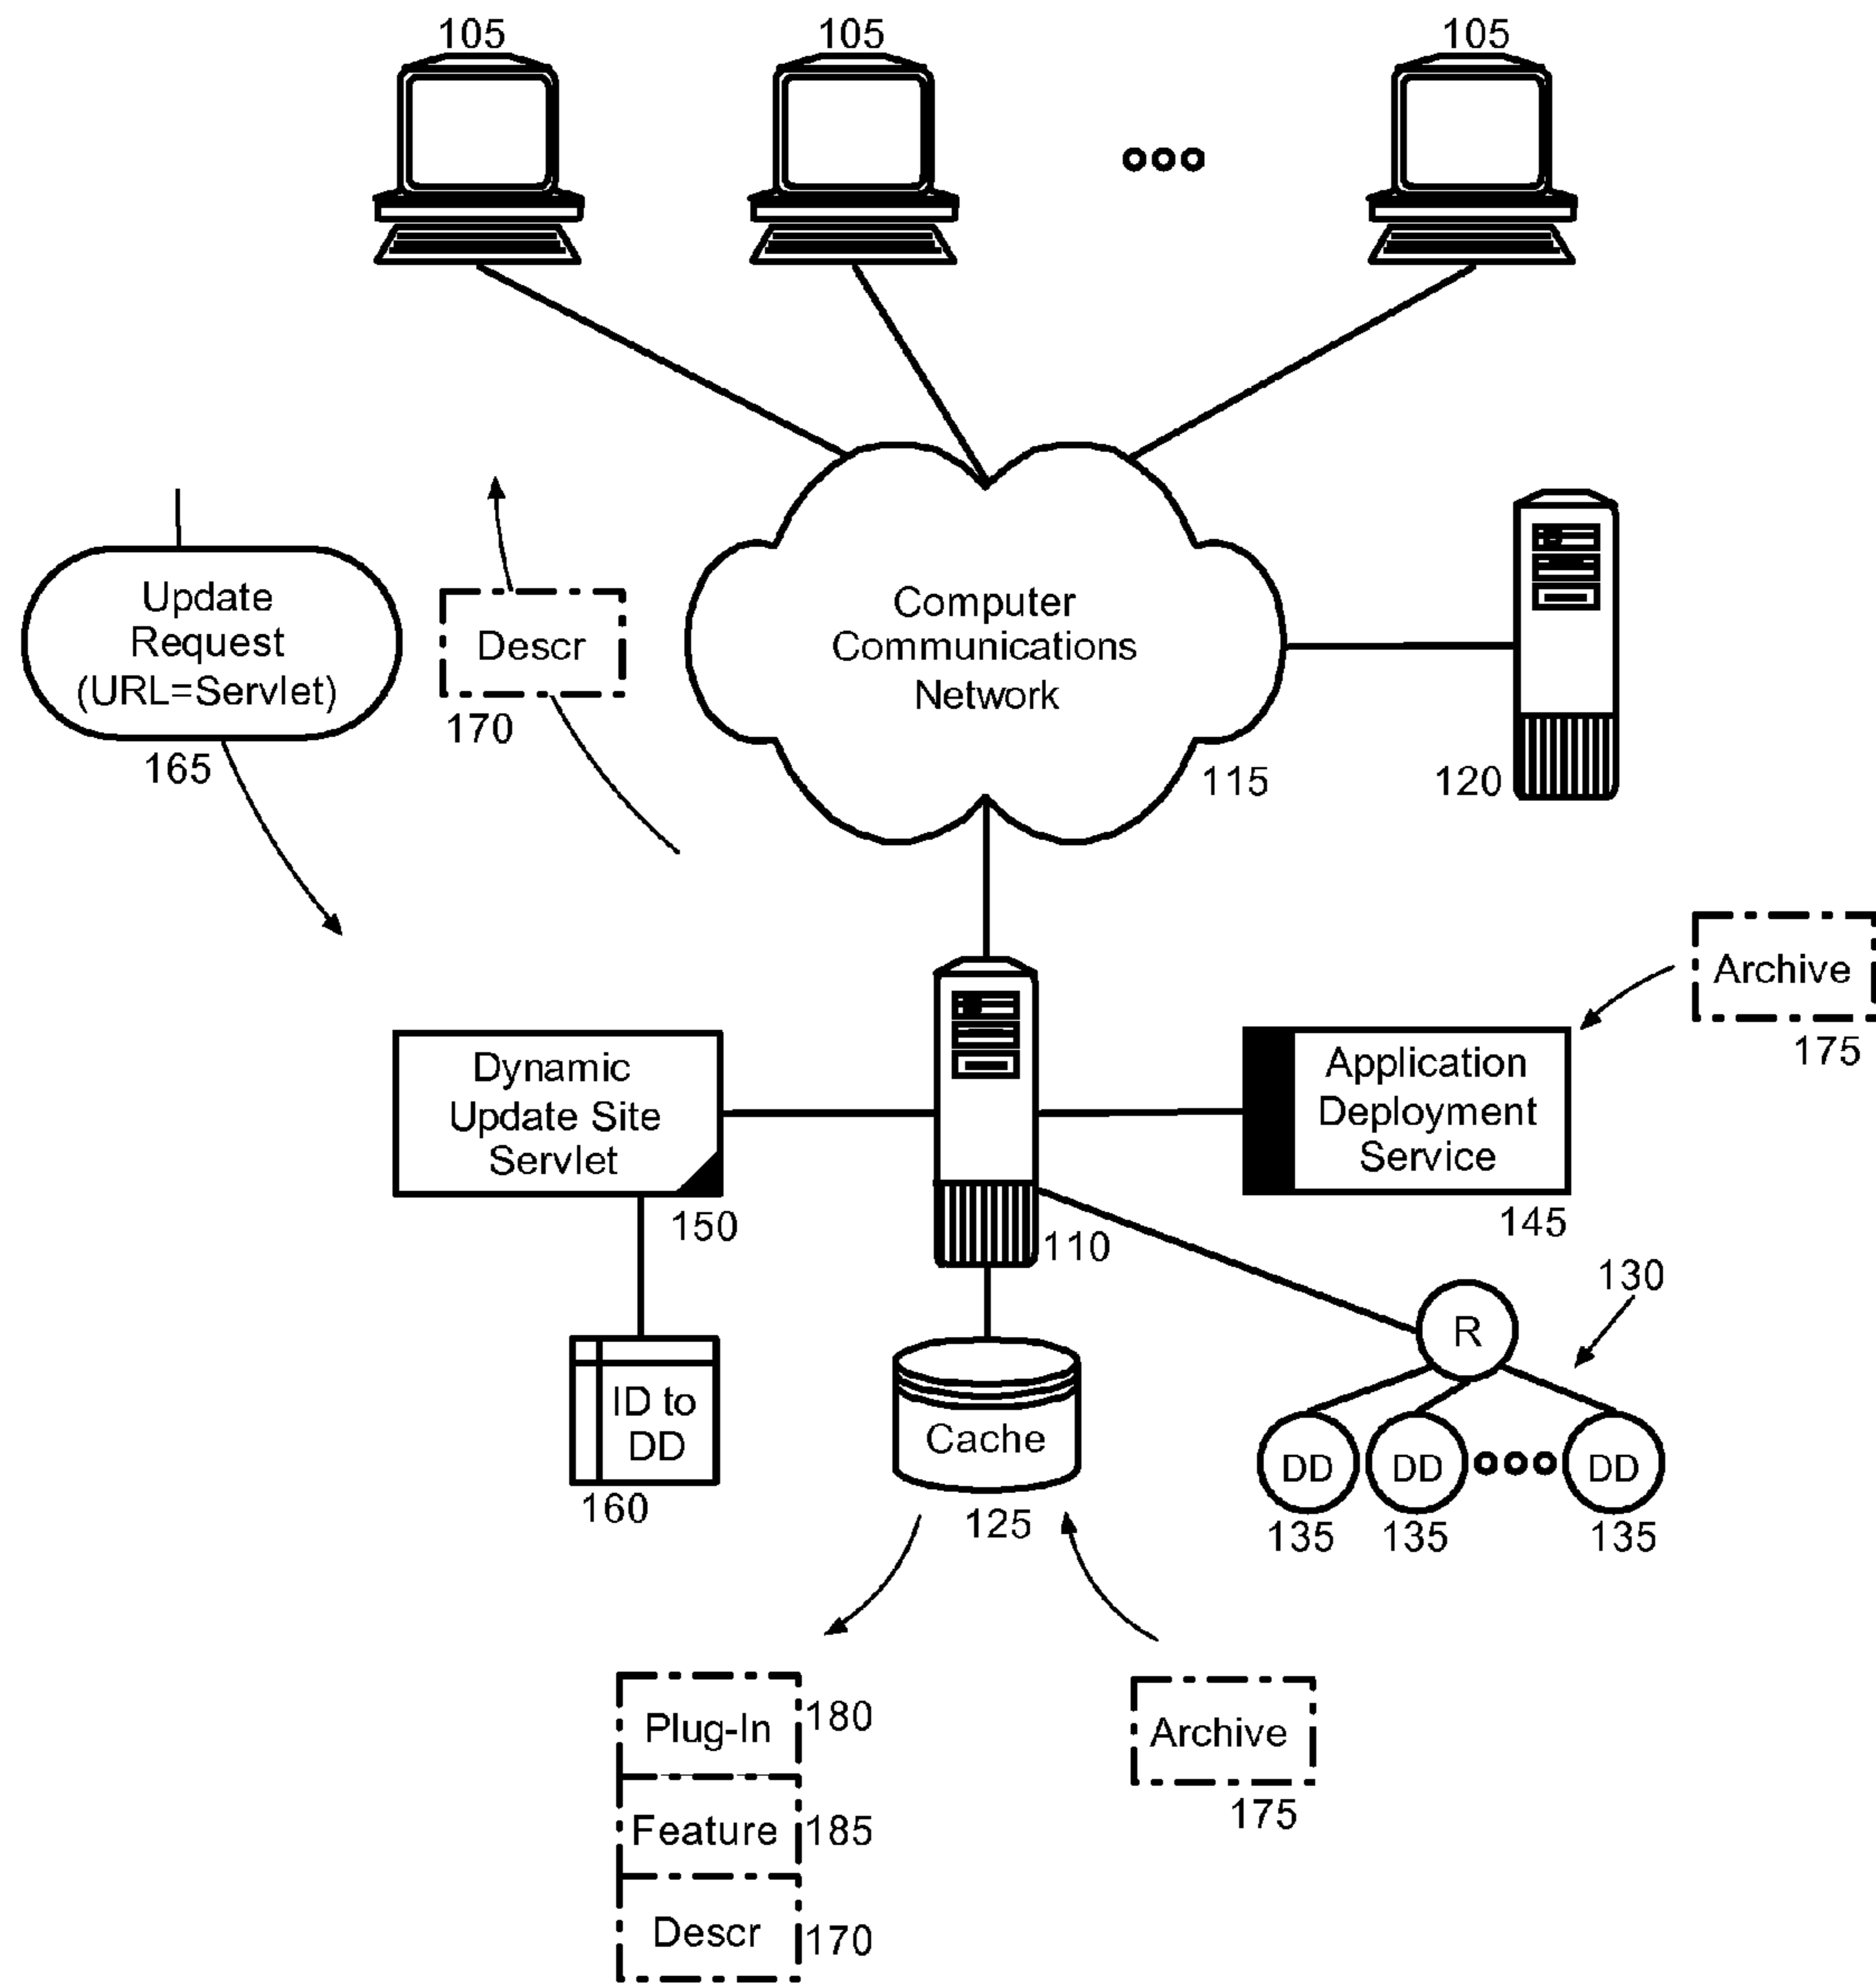 105
105
105
Update
Request
(URL=Servlet)
165
Descr
170
Computer
Communications
Network
115
120
Archive
175
Dynamic
Update Site
Servlet
150
110
Application
Deployment
Service
145
130
R
ID to
DD
160
Cache
125
DD
DD
DD
135
135
135
Plug-In
180
Feature
185
Descr
170
Archive
175